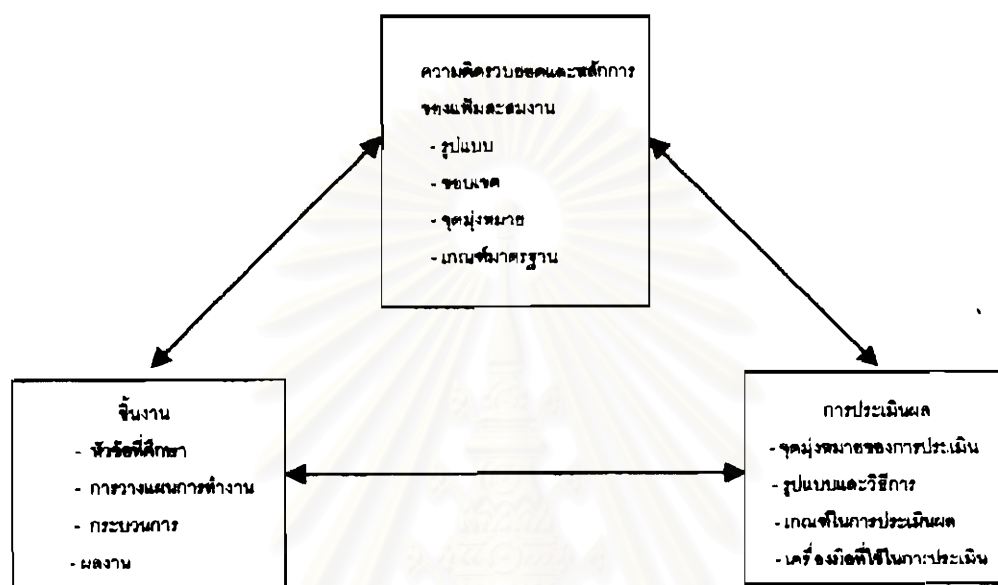 ความคิดรวบยอดและหลักการ
ของแฟ้มสะสมงาน
- รูปแบบ
- ขอบเขต
- จุดมุ่งหมาย
- เกณฑ์มาตรฐาน
ชิ้นงาน
- หัวข้อที่ศึกษา
- การวางแผนการทำงาน
- กระบวนการ
- ผลงาน
การประเมินผล
- จุดมุ่งหมายของการประเมิน
- รูปแบบและวิธีการ
- เกณฑ์ในการประเมินผล
- เครื่องมือที่ใช้ในการประเมิน